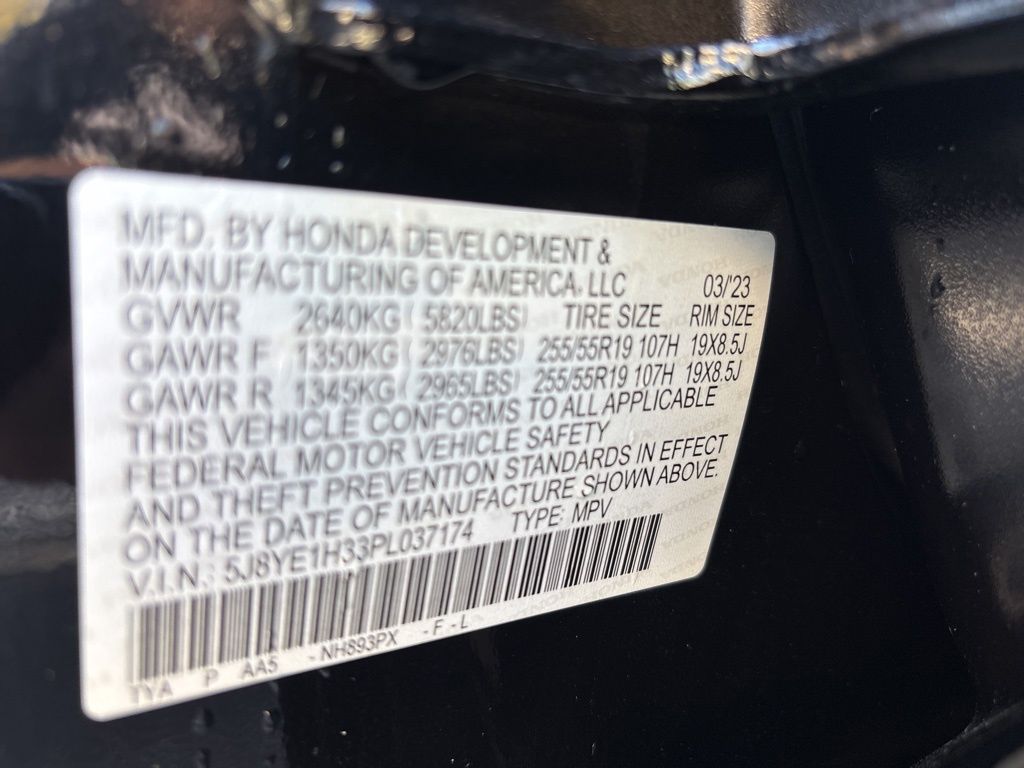 MFD. BY HONDA DEVELOPMENT &
MANUFACTURING OF AMERICA, LLC 03/'23
GVWR 2640KG ( 5820LBS) TIRE SIZE RIM SIZE
GAWR F 1350KG ( 2976LBS) 255/55R19 107H 19X8.5J
GAWR R 1345KG ( 2965LBS) 255/55R19 107H 19X8.5J
THIS VEHICLE CONFORMS TO ALL APPLICABLE
FEDERAL MOTOR VEHICLE SAFETY
AND THEFT PREVENTION STANDARDS IN EFFECT
ON THE DATE OF MANUFACTURE SHOWN ABOVE.
V.I.N.: 5J8YE1H33PL037174 TYPE: MPV
TYA P AA5 -NH893PX -F-L